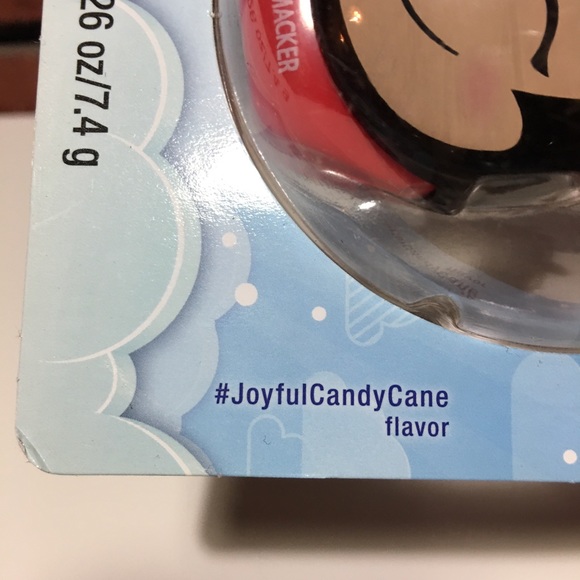 MACKER
26 oz/7.4 g
#JoyfulCandyCane
flavor